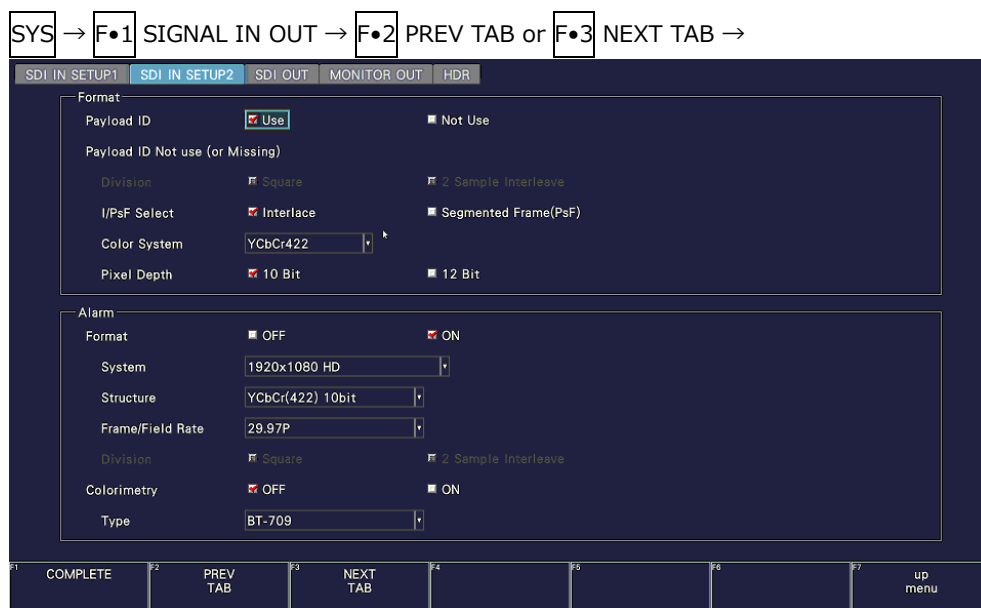 SYS → F•1 SIGNAL IN OUT → F•2 PREV TAB or F•3 NEXT TAB →
SDI IN SETUP1 SDI IN SETUP2 SDI OUT MONITOR OUT HDR
Format
Payload ID Use Not Use
Payload ID Not use (or Missing)
Division Square 2 Sample Interleave
I/PsF Select Interlace Segmented Frame(PsF)
Color System YCbCr422
Pixel Depth 10 Bit 12 Bit
Alarm
Format OFF ON
System 1920x1080 HD
Structure YCbCr(422) 10bit
Frame/Field Rate 29.97P
Division Square 2 Sample Interleave
Colorimetry OFF ON
Type BT-709
F1 COMPLETE F2 PREV TAB F3 NEXT TAB F4 F5 F6 F7 up menu